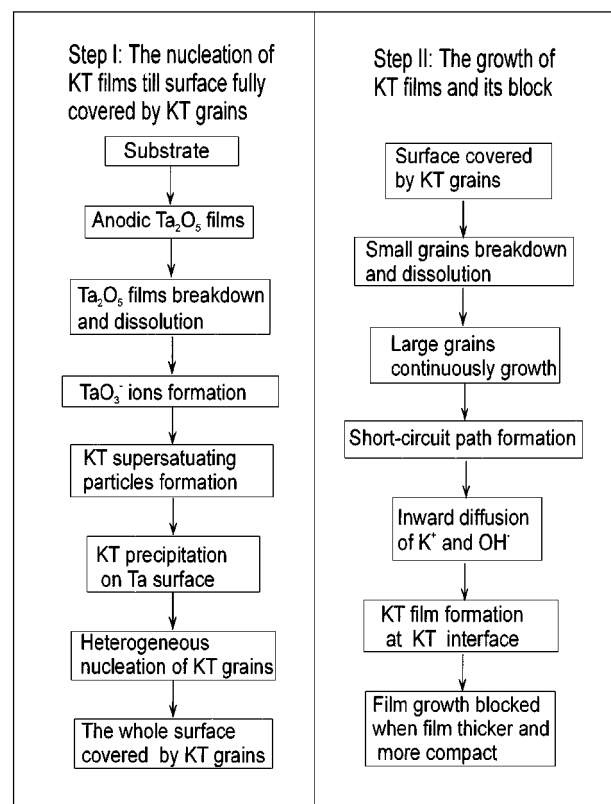 Step I: The nucleation of
KT films till surface fully
covered by KT grains
Substrate
Anodic Ta₂O₅ films
Ta₂O₅ films breakdown
and dissolution
TaO₃⁻ ions formation
KT supersatuating
particles formation
KT precipitation
on Ta surface
Heterogeneous
nucleation of KT grains
The whole surface
covered by KT grains
Step II: The growth of
KT films and its block
Surface covered
by KT grains
Small grains breakdown
and dissolution
Large grains
continuously growth
Short-circuit path formation
Inward diffusion
of K⁺ and OH⁻
KT film formation
at KT interface
Film growth blocked
when film thicker and
more compact